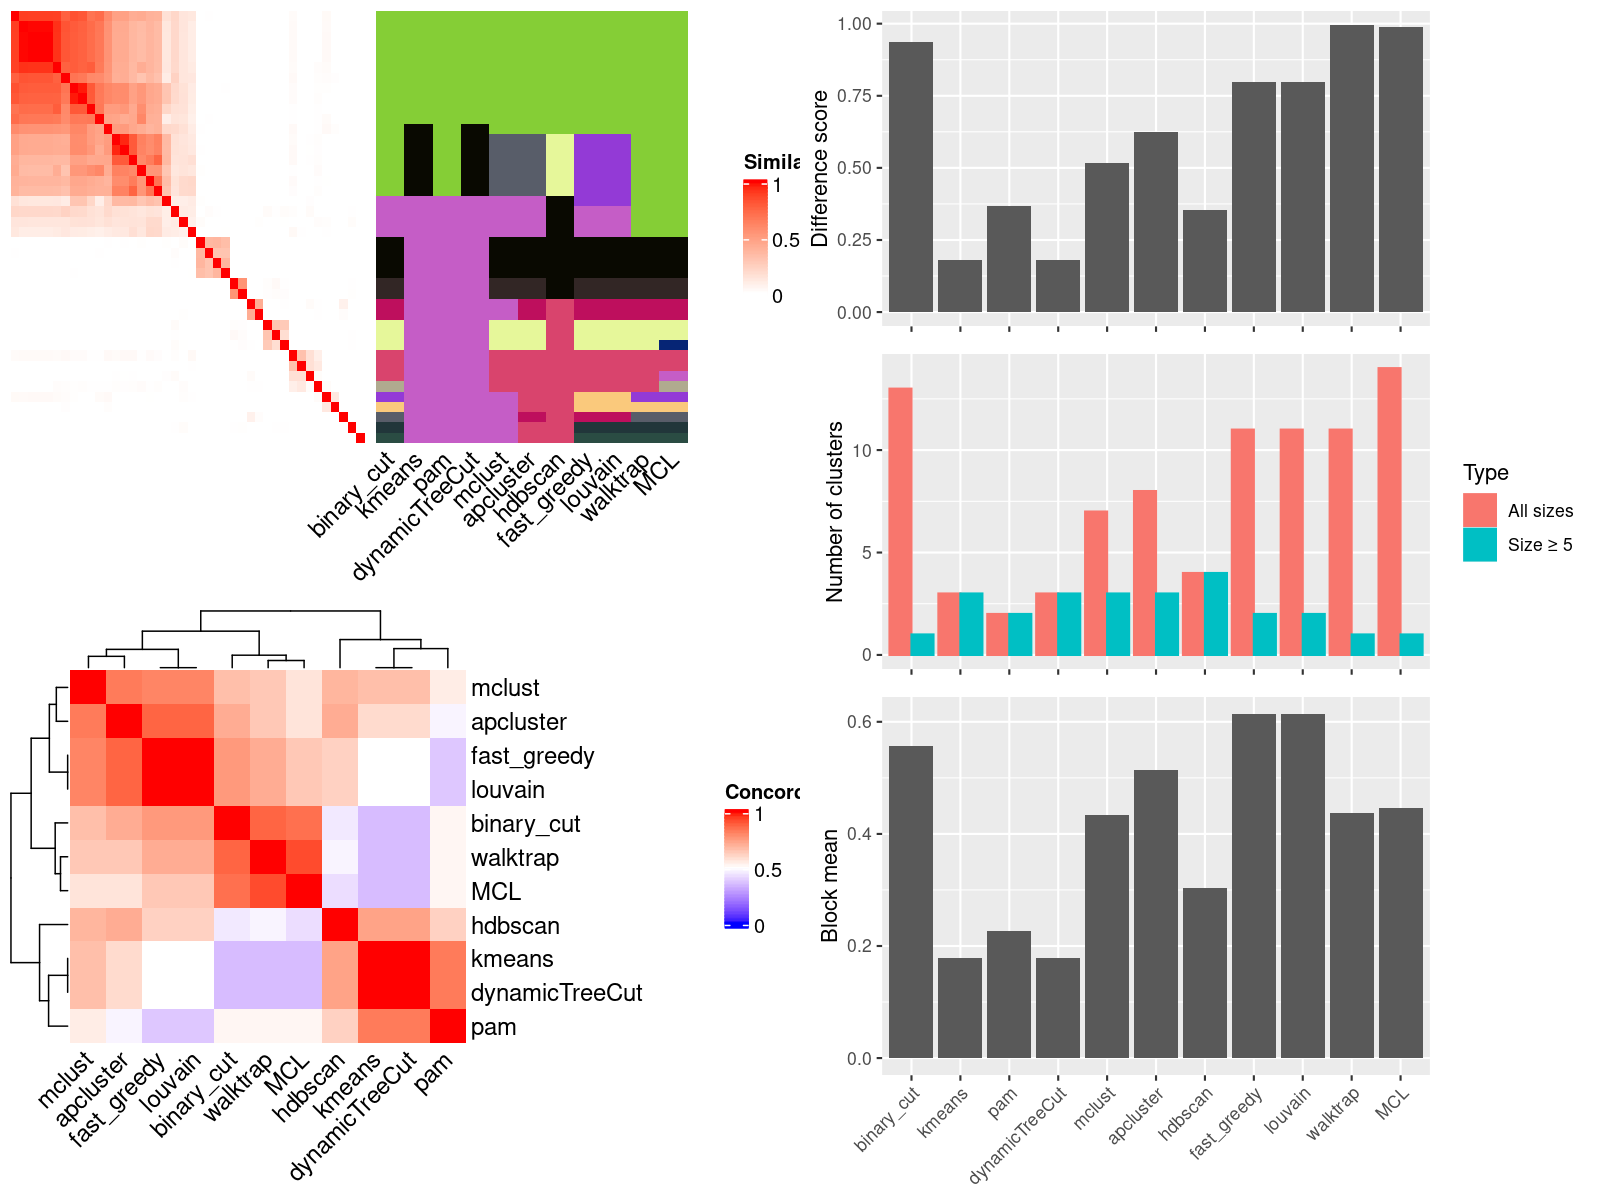 Simila
1
0.5
0
binary_cut
kmeans
pam
dynamicTreeCut
mclust
apcluster
hdbscan
fast_greedy
louvain
walktrap
MCL
mclust
apcluster
fast_greedy
louvain
binary_cut
walktrap
MCL
hdbscan
kmeans
dynamicTreeCut
pam
mclust
apcluster
fast_greedy
louvain
binary_cut
walktrap
MCL
hdbscan
kmeans
dynamicTreeCut
pam
Concord
1
0.5
0
Difference score
1.00
0.75
0.50
0.25
0.00
Number of clusters
10
5
0
Type
All sizes
Size ≥ 5
Block mean
0.6
0.4
0.2
0.0
binary_cut
kmeans
pam
dynamicTreeCut
mclust
apcluster
hdbscan
fast_greedy
louvain
walktrap
MCL